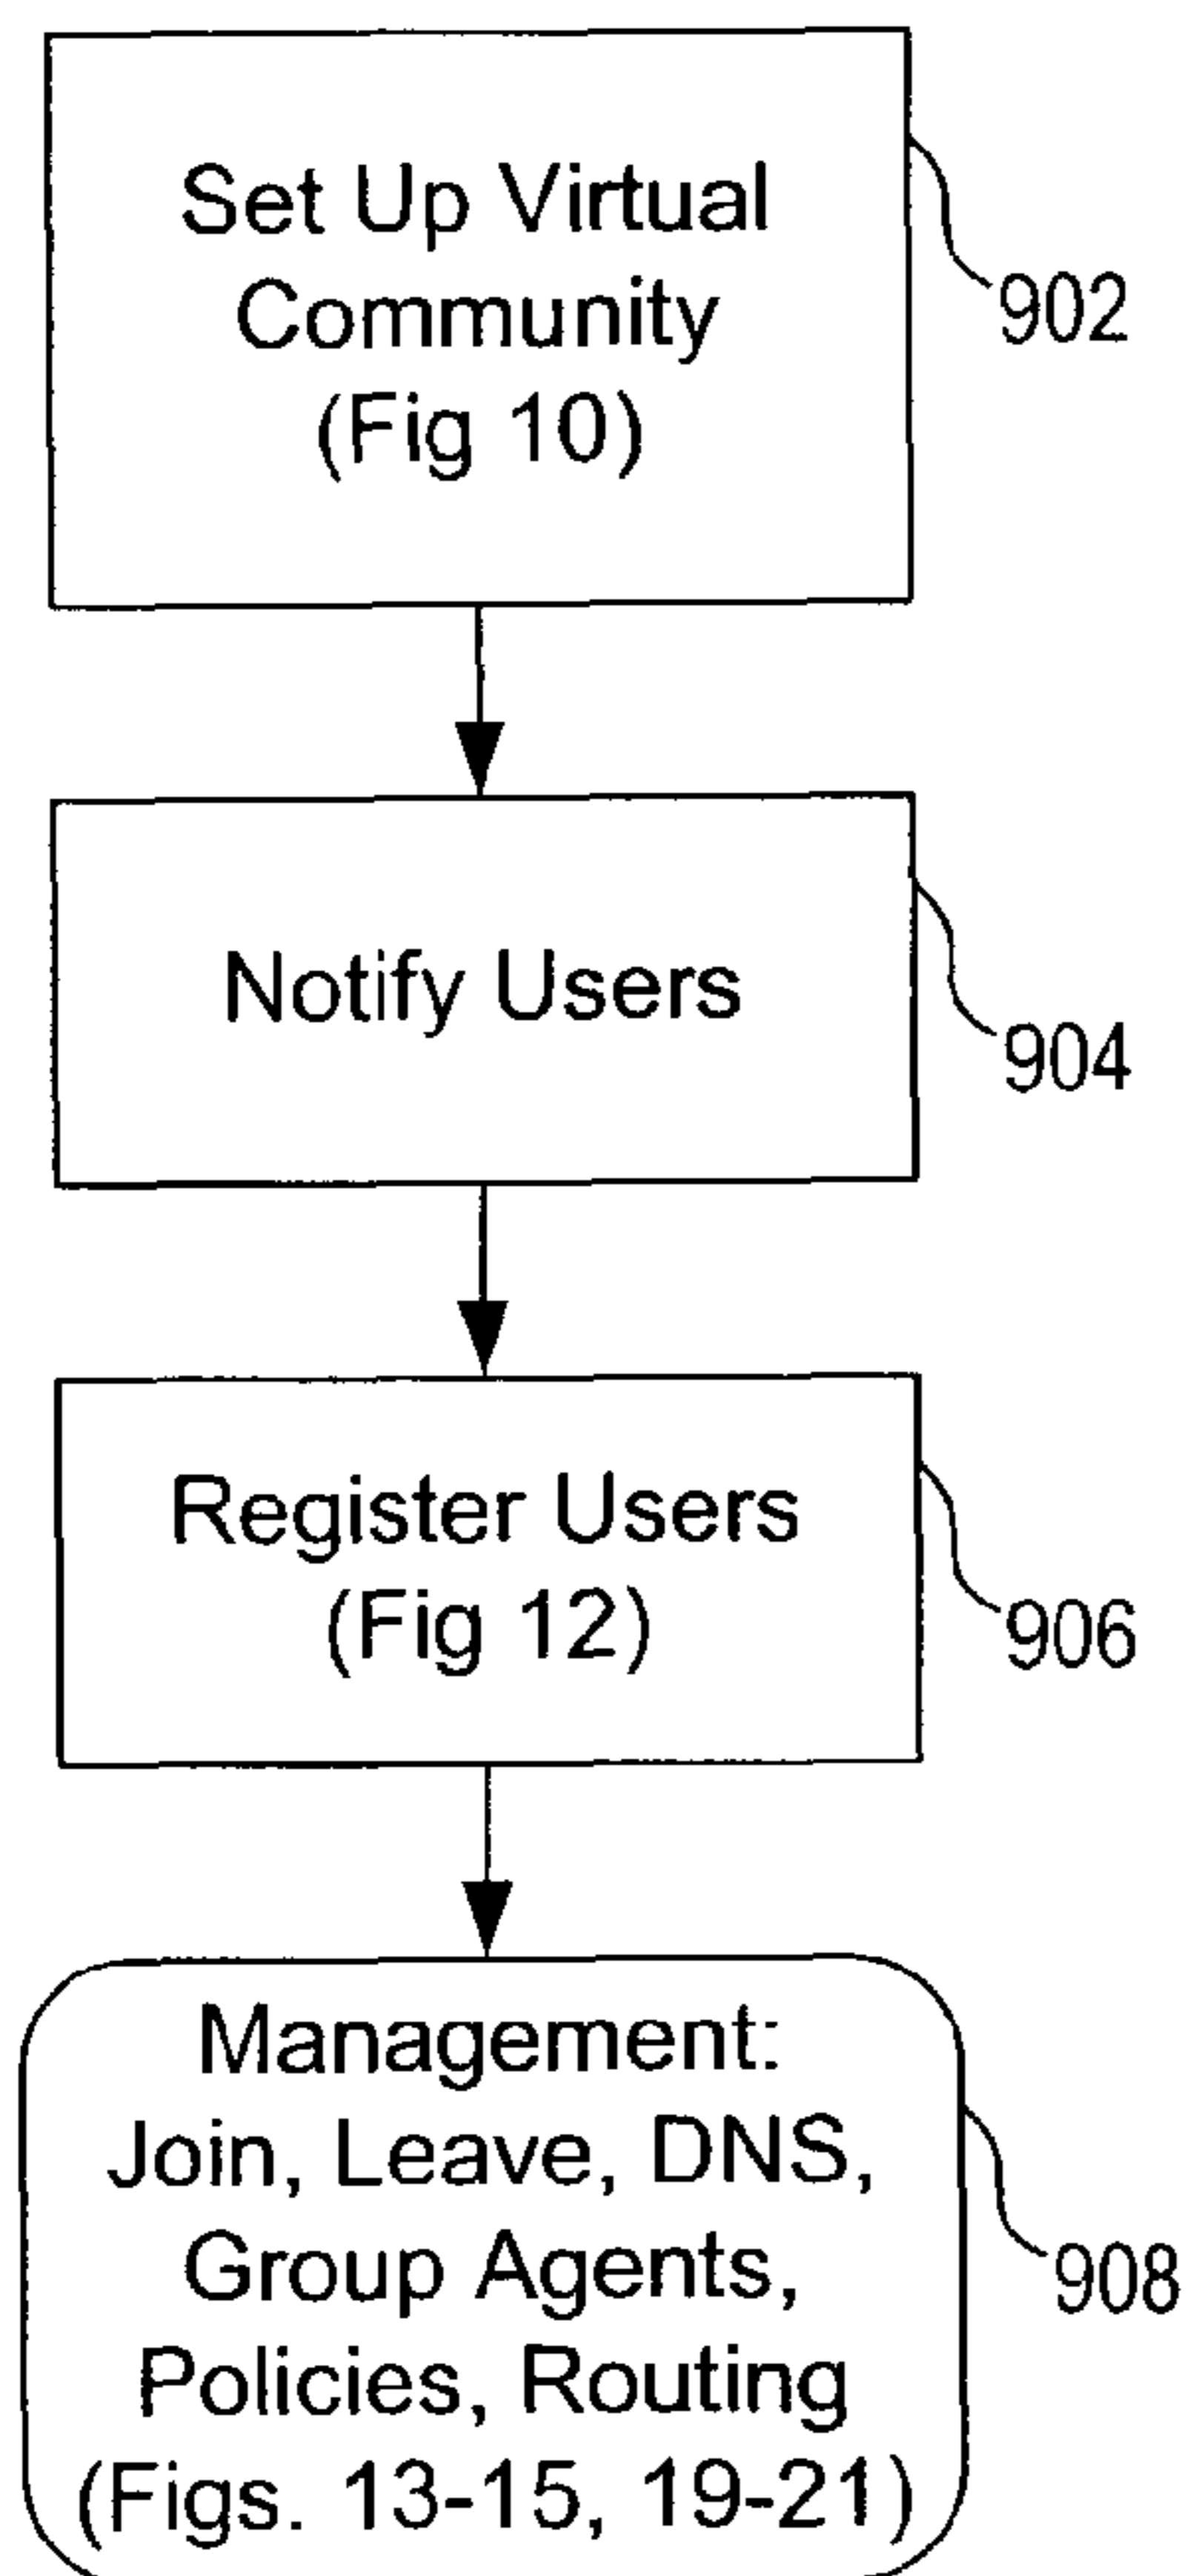 Set Up Virtual
Community
(Fig 10)
902
Notify Users
904
Register Users
(Fig 12)
906
Management:
Join, Leave, DNS,
Group Agents,
Policies, Routing
(Figs. 13-15, 19-21)
908